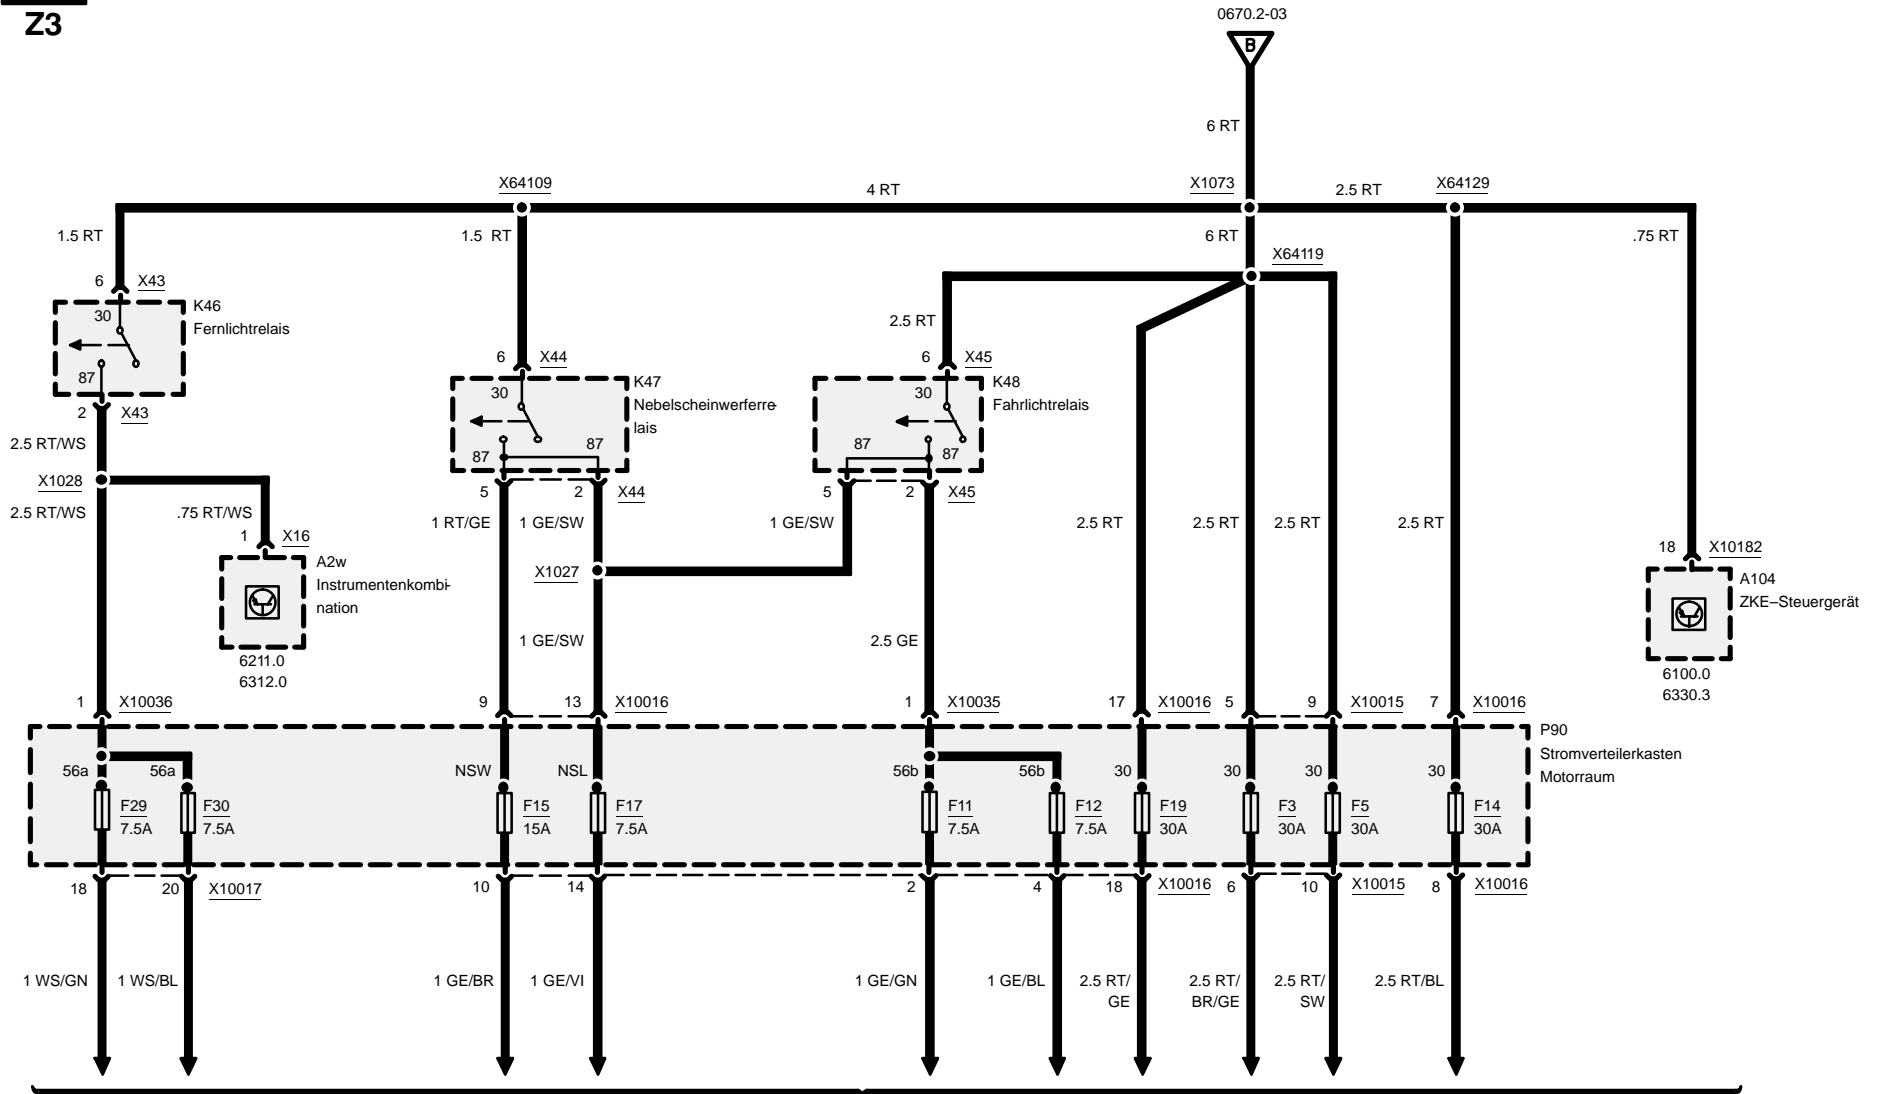 Z3
0670.2-03
B
6 RT
X64109
4 RT
X1073
2.5 RT
X64129
1.5 RT
1.5 RT
6 RT
.75 RT
X64119
6 X43
K46
Fernlichtrelais
30
87
2 X43
2.5 RT
6 X44
K47
Nebelscheinwerferre-
lais
30
87
87
6 X45
K48
Fahrlichtrelais
30
87
87
2.5 RT/WS
X1028
2.5 RT/WS
.75 RT/WS
5 2 X44
5 2 X45
1 RT/GE
1 GE/SW
1 GE/SW
2.5 RT
2.5 RT
2.5 RT
2.5 RT
1 X16
A2w
Instrumentenkombi-
nation
6211.0
6312.0
X1027
18 X10182
A104
ZKE–Steuergerät
6100.0
6330.3
1 GE/SW
2.5 GE
1 X10036
9 13 X10016
1 X10035
17 X10016
5 9 X10015
7 X10016
P90
Stromverteilerkasten
Motorraum
56a 56a NSW NSL 56b 56b 30 30 30 30
F29 F30 F15 F17 F11 F12 F19 F3 F5 F14
7.5A 7.5A 15A 7.5A 7.5A 7.5A 30A 30A 30A 30A
18 20 X10017 10 14 2 4 18 X10016 6 10 X10015 8 X10016
1 WS/GN 1 WS/BL 1 GE/BR 1 GE/VI 1 GE/GN 1 GE/BL
2.5 RT/
GE
2.5 RT/
BR/GE
2.5 RT/
SW
2.5 RT/BL